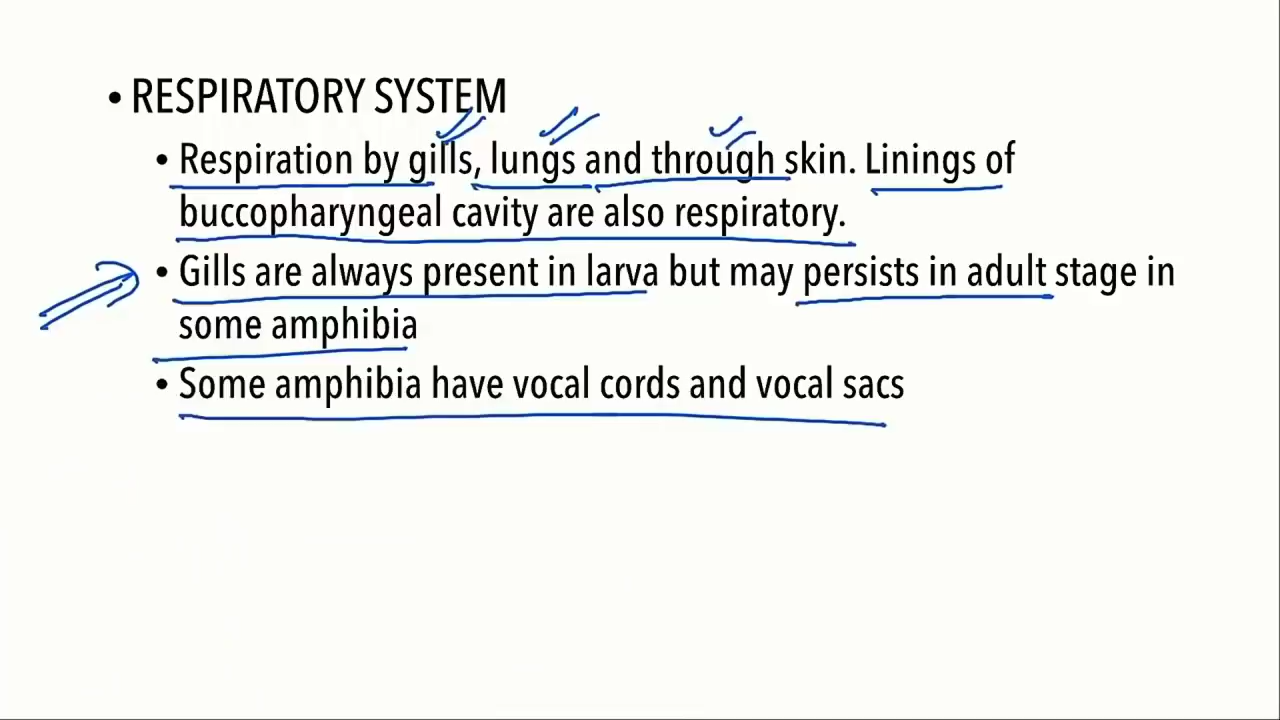 • RESPIRATORY SYSTEM
• Respiration by gills, lungs and through skin. Linings of
buccopharyngeal cavity are also respiratory.
• Gills are always present in larva but may persists in adult stage in
some amphibia
• Some amphibia have vocal cords and vocal sacs